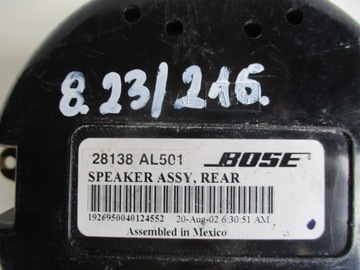 8.23/216.
28138 AL501 BOSE
SPEAKER ASSY, REAR
1926950040124552 20-Aug-02 6:30:51 AM
Assembled in Mexico